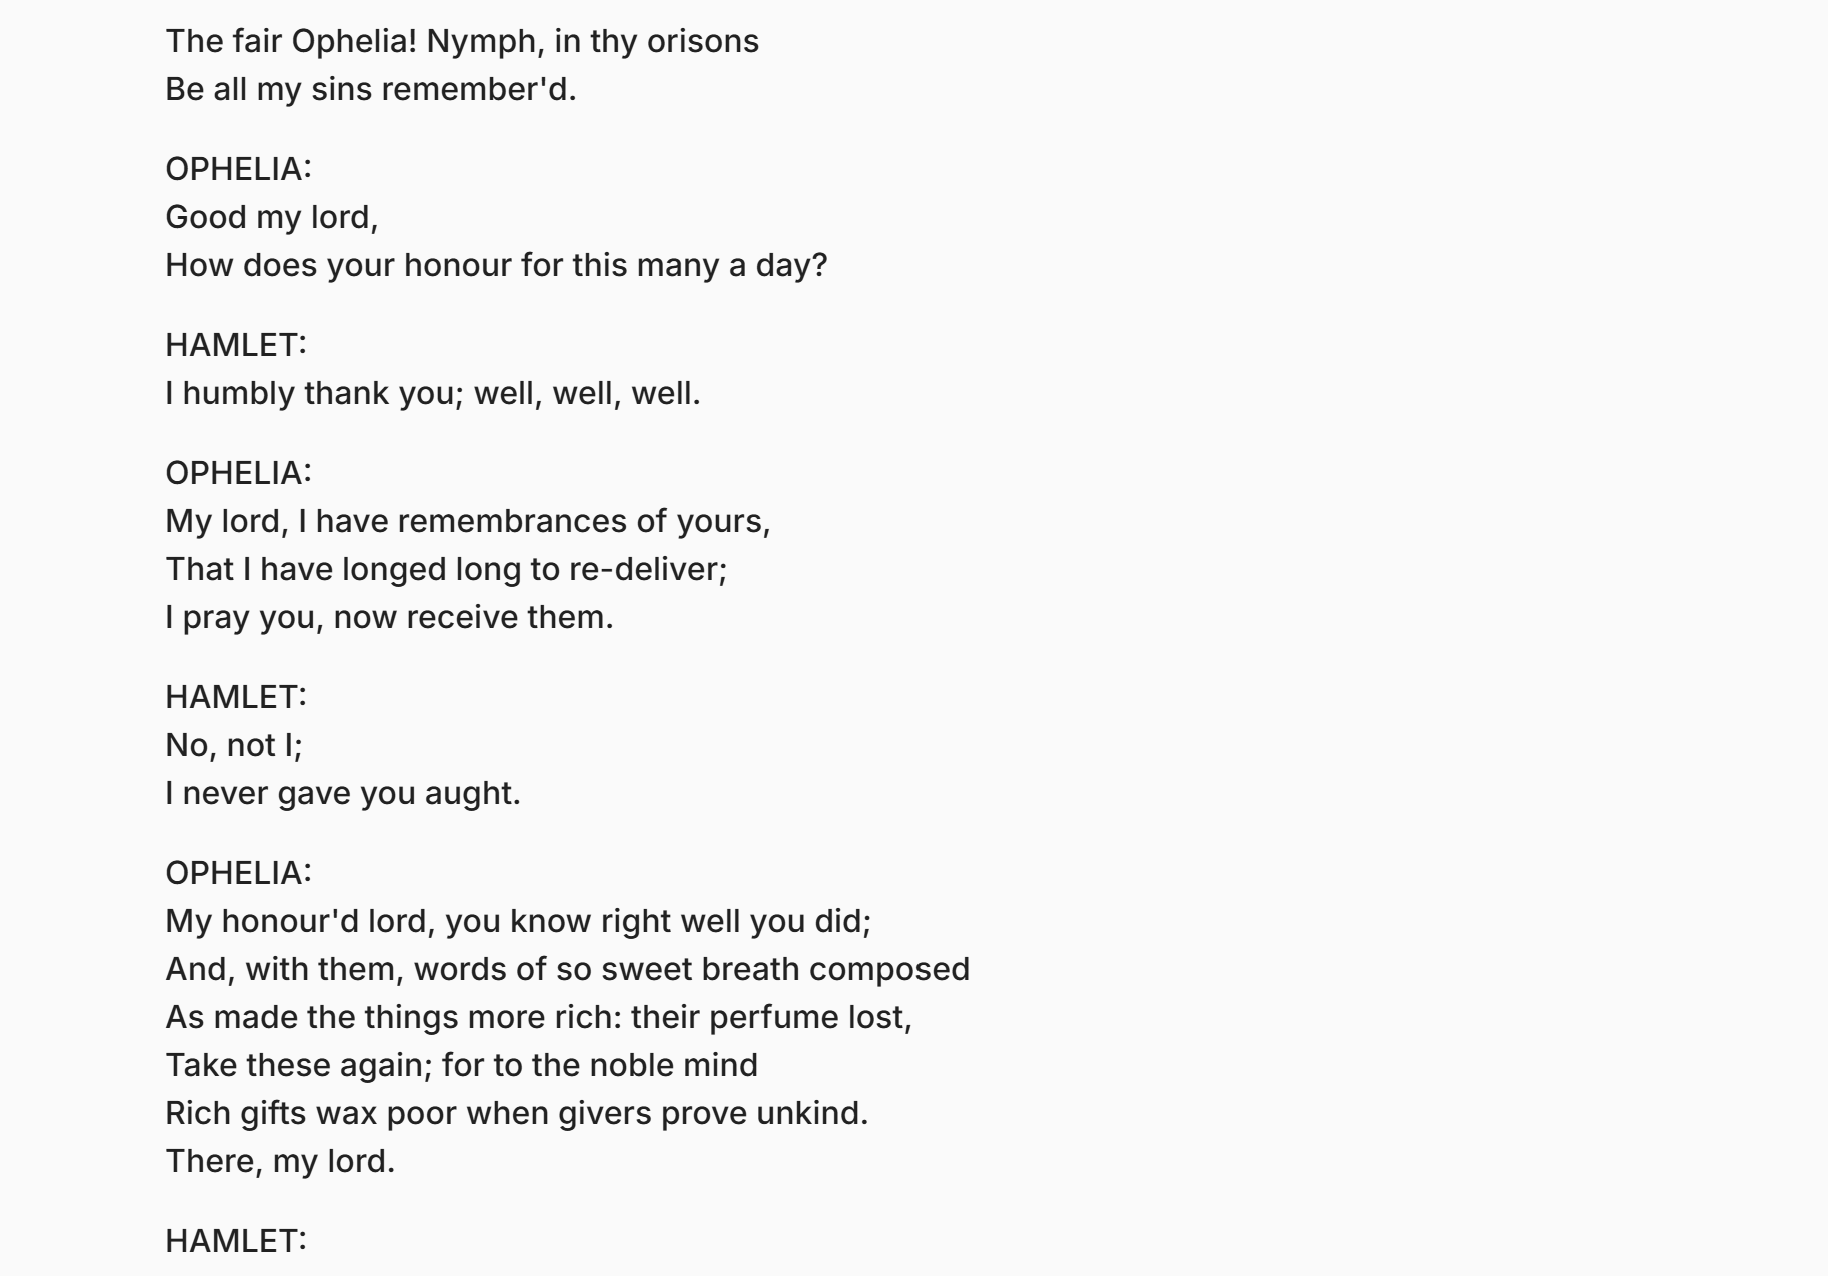 The fair Ophelia! Nymph, in thy orisons
Be all my sins remember'd.
OPHELIA:
Good my lord,
How does your honour for this many a day?
HAMLET:
I humbly thank you; well, well, well.
OPHELIA:
My lord, I have remembrances of yours,
That I have longed long to re-deliver;
I pray you, now receive them.
HAMLET:
No, not I;
I never gave you aught.
OPHELIA:
My honour'd lord, you know right well you did;
And, with them, words of so sweet breath composed
As made the things more rich: their perfume lost,
Take these again; for to the noble mind
Rich gifts wax poor when givers prove unkind.
There, my lord.
HAMLET: